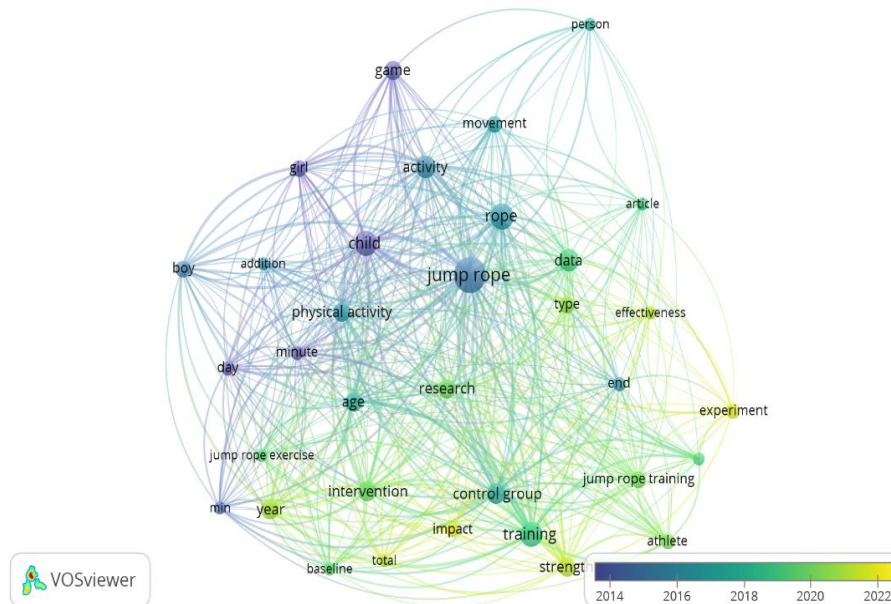 person
game
movement
girl
activity
article
rope
child
boy
addition
data
jump rope
type
physical activity
effectiveness
minute
day
end
research
age
experiment
jump rope exercise
jump rope training
intervention
control group
min
year
impact
training
athlete
total
baseline
strength
VOSviewer
2014 2016 2018 2020 2022